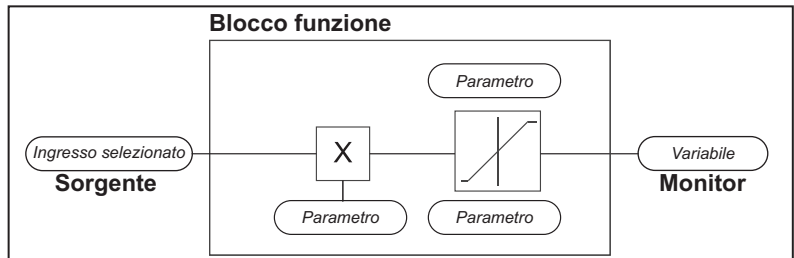 Blocco funzione
Parametro
Ingresso selezionato
X
Variabile
Sorgente
Monitor
Parametro
Parametro